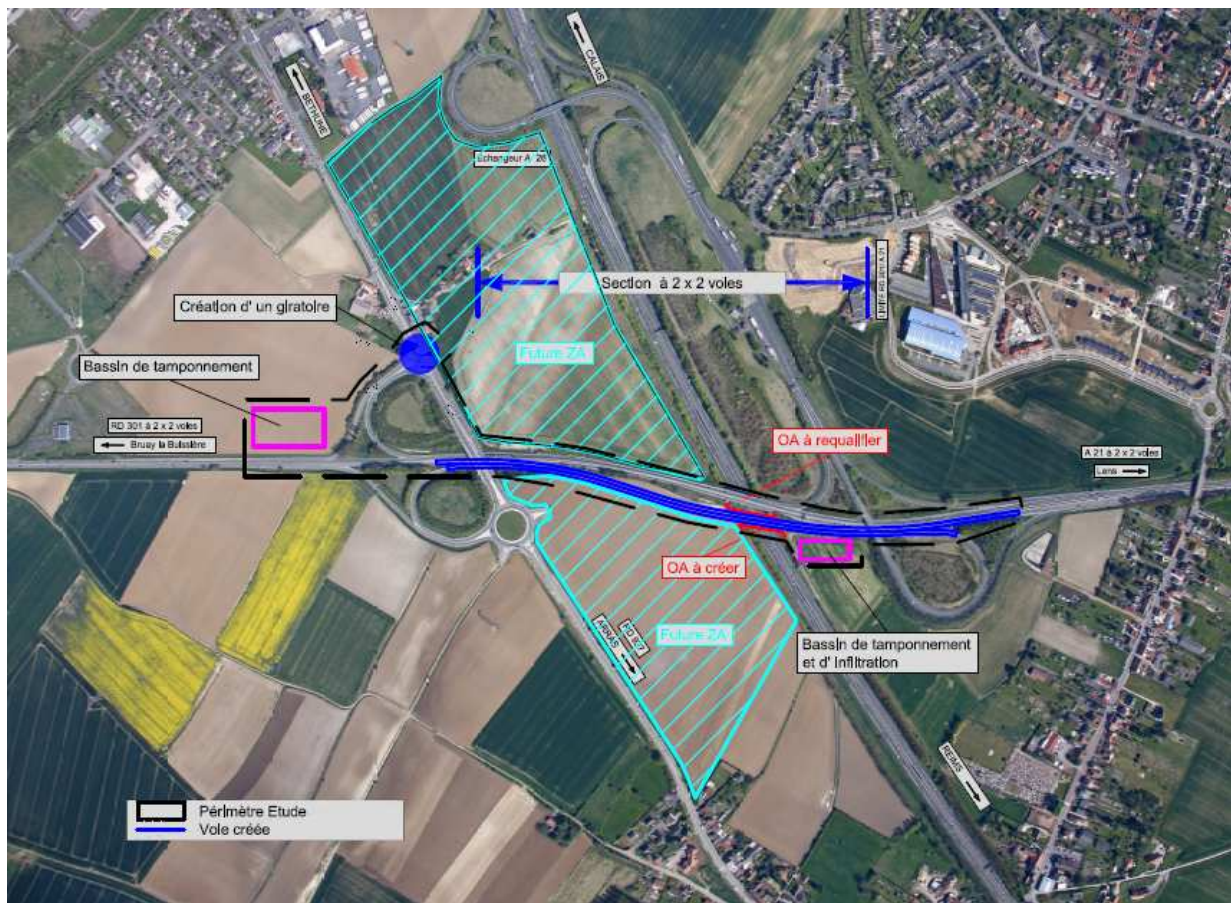 CALAIS
BETHUNE
Echangeur A 26
Section à 2 x 2 voies
Création d' un giratoire
Bassin de tamponnement
Future ZA
RD 301 à 2 x 2 voies
Bruay la Buissière
OA à requalifier
A 21 à 2 x 2 voies
Lens
OA à créer
Future ZA
RD 937
ARRAS
Bassin de tamponnement
et d' infiltration
REIMS
Périmètre Etude
Voie créée